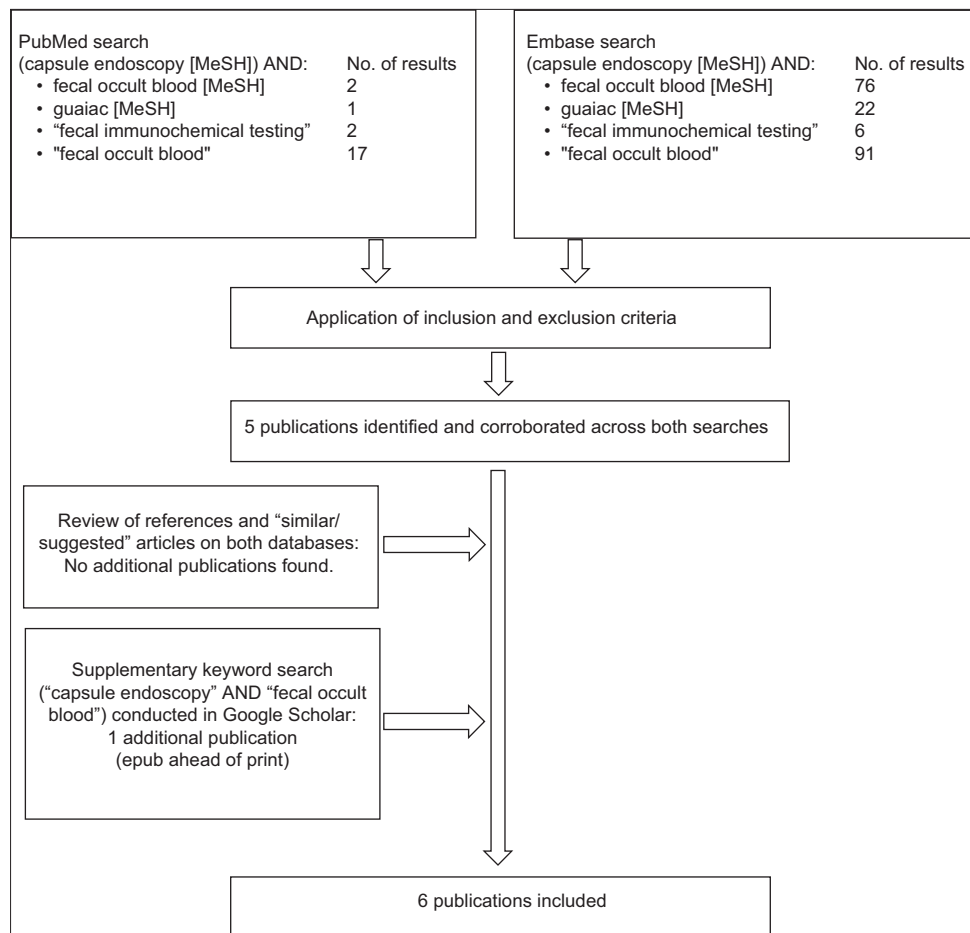 PubMed search
(capsule endoscopy [MeSH]) AND: No. of results
• fecal occult blood [MeSH] 2
• guaiac [MeSH] 1
• “fecal immunochemical testing” 2
• "fecal occult blood" 17
Embase search
(capsule endoscopy [MeSH]) AND: No. of results
• fecal occult blood [MeSH] 76
• guaiac [MeSH] 22
• “fecal immunochemical testing” 6
• "fecal occult blood" 91
Application of inclusion and exclusion criteria
5 publications identified and corroborated across both searches
Review of references and “similar/
suggested” articles on both databases:
No additional publications found.
Supplementary keyword search
(“capsule endoscopy” AND “fecal occult
blood”) conducted in Google Scholar:
1 additional publication
(epub ahead of print)
6 publications included